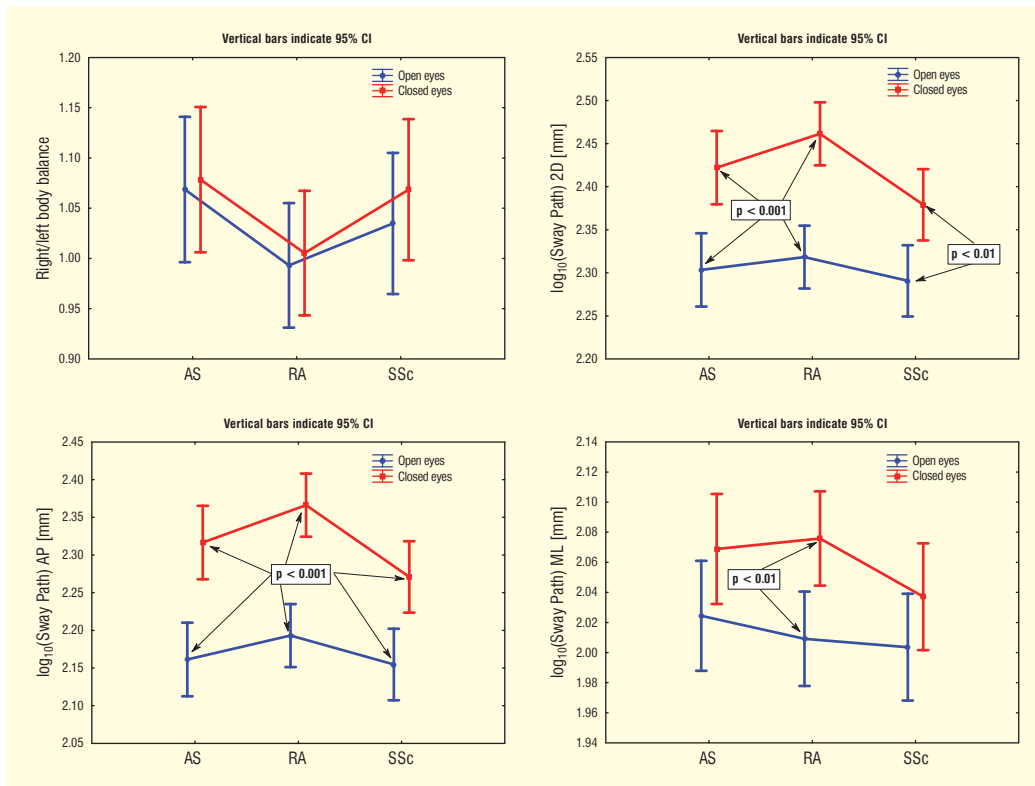 Vertical bars indicate 95% CI
Right/left body balance
1.20
1.15
1.10
1.05
1.00
0.95
0.90
Open eyes
Closed eyes
AS RA SSc
Vertical bars indicate 95% CI
log10(Sway Path) 2D [mm]
2.55
2.50
2.45
2.40
2.35
2.30
2.25
2.20
Open eyes
Closed eyes
p < 0.001
p < 0.01
AS RA SSc
Vertical bars indicate 95% CI
log10(Sway Path) AP [mm]
2.45
2.40
2.35
2.30
2.25
2.20
2.15
2.10
2.05
Open eyes
Closed eyes
p < 0.001
AS RA SSc
Vertical bars indicate 95% CI
log10(Sway Path) ML [mm]
2.14
2.12
2.10
2.08
2.06
2.04
2.02
2.00
1.98
1.96
1.94
Open eyes
Closed eyes
p < 0.01
AS RA SSc